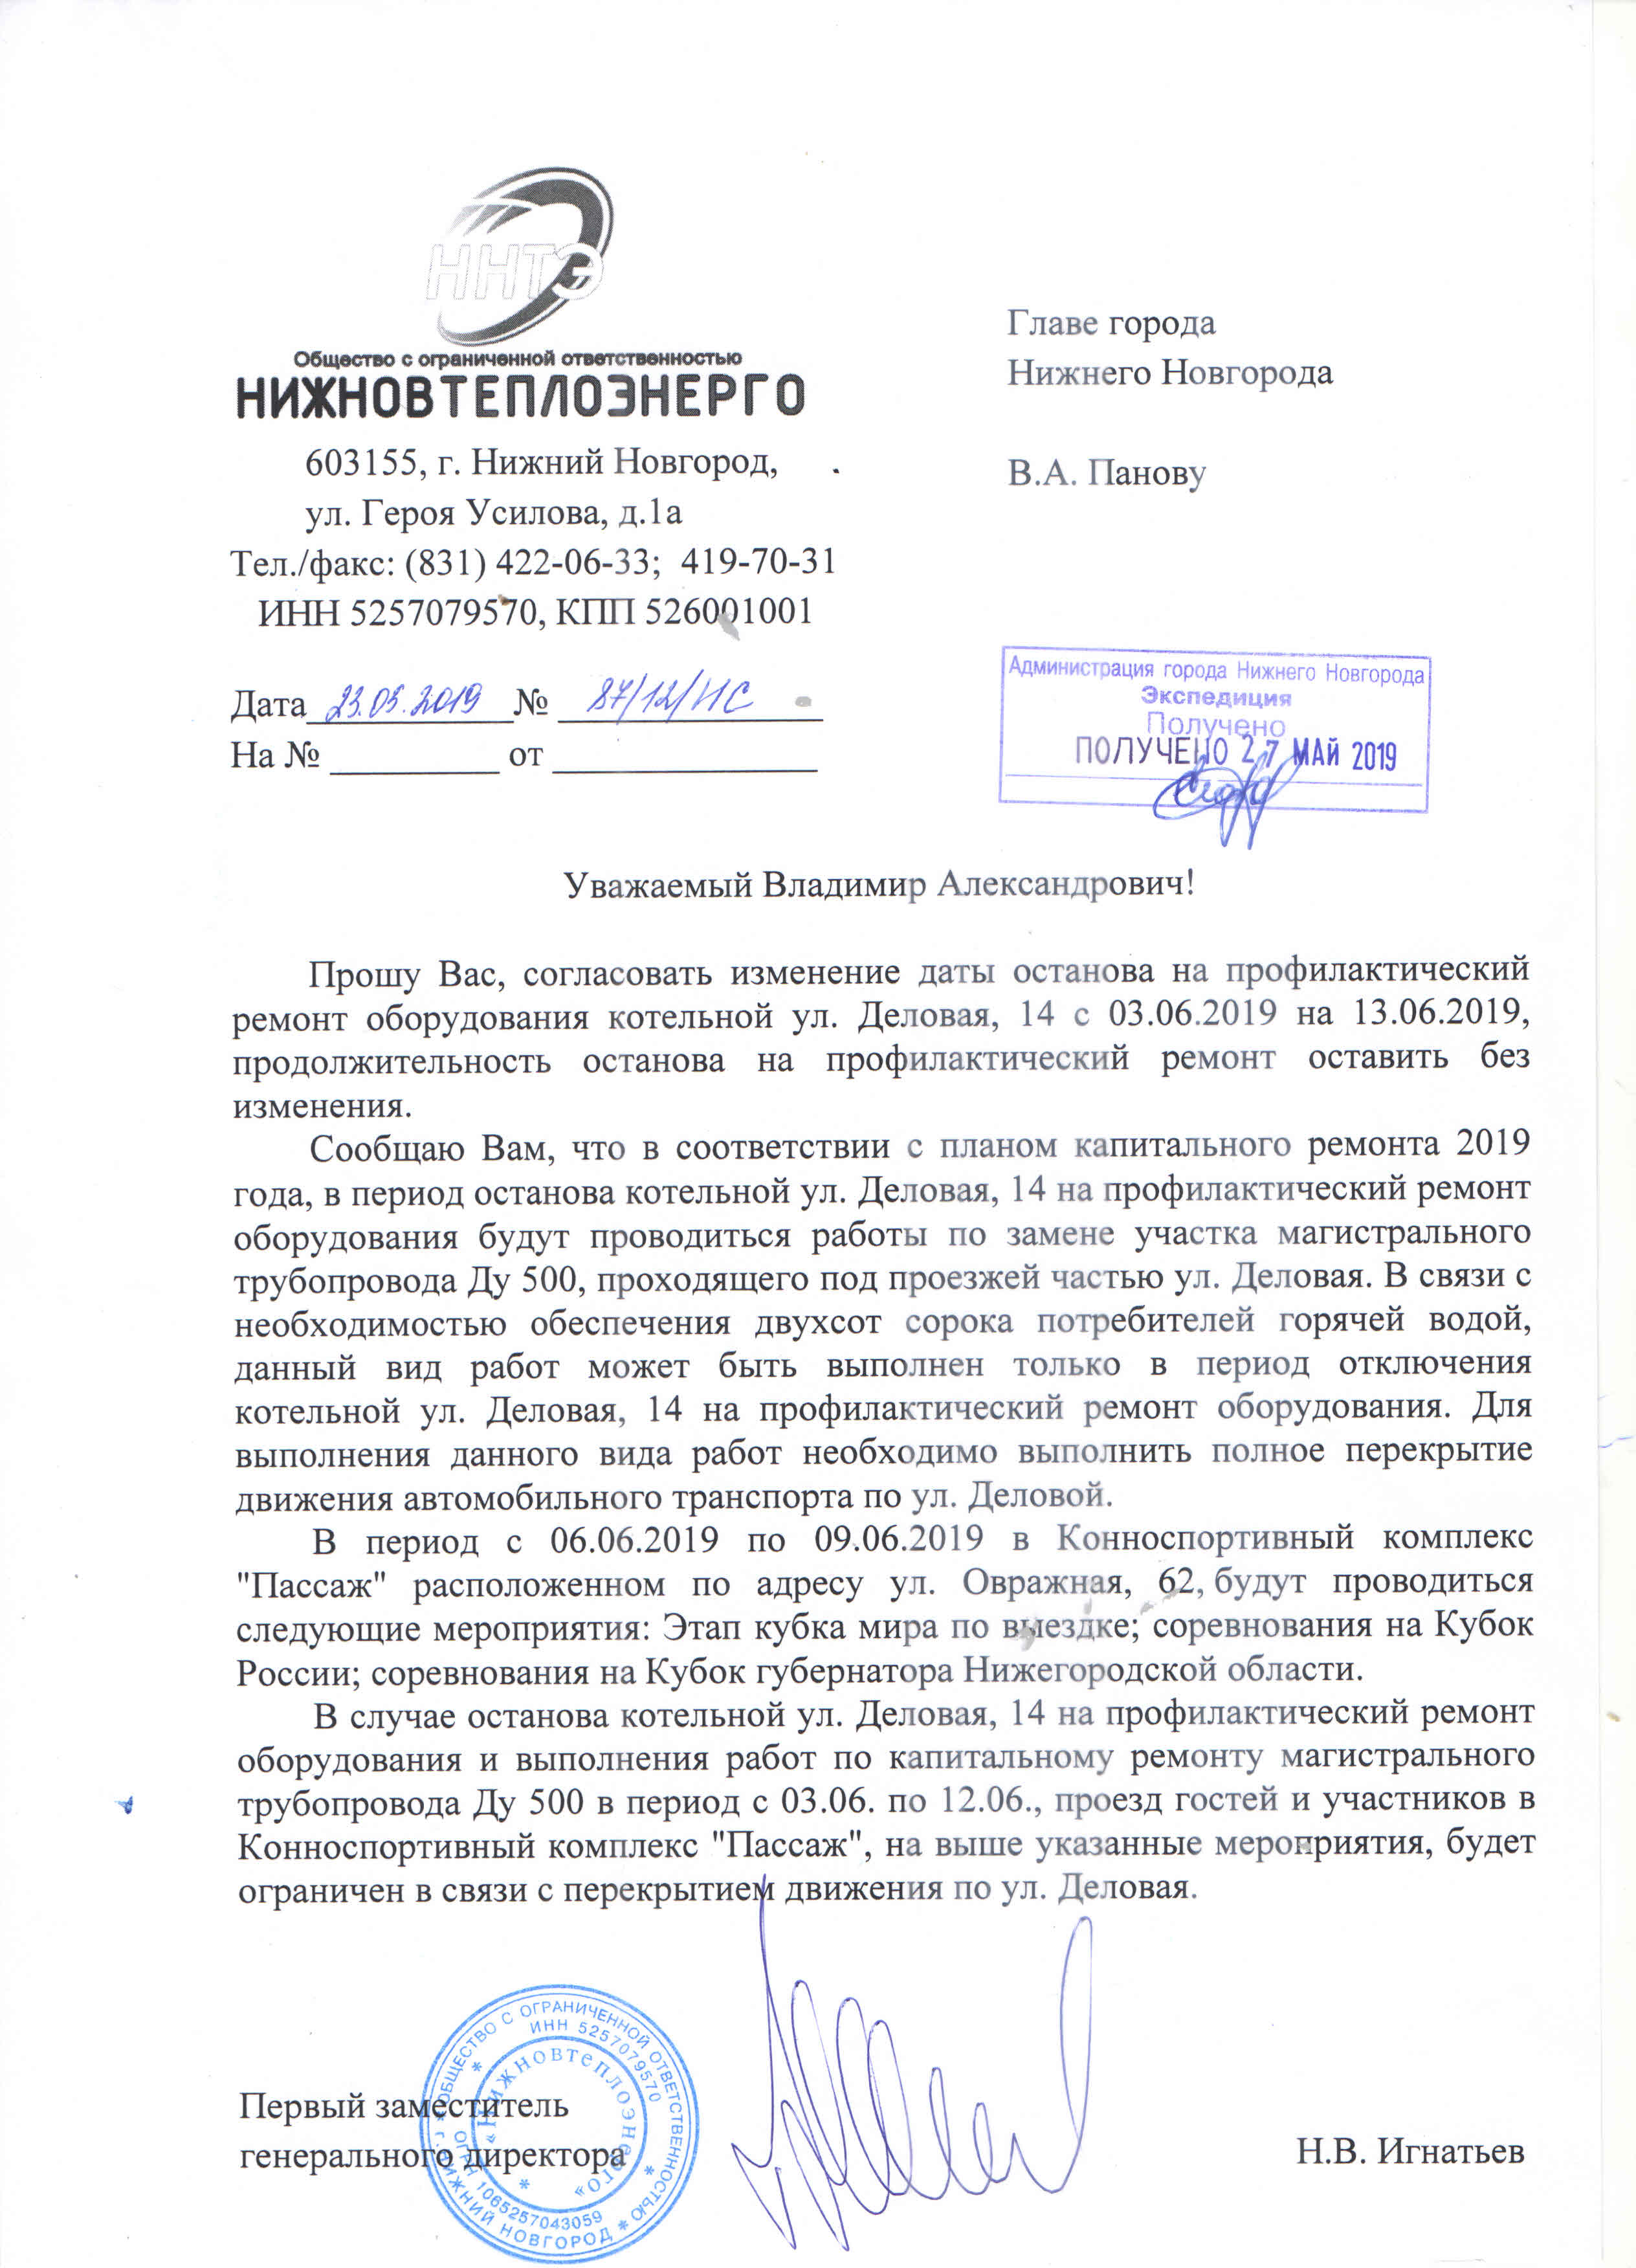 ННТЭ
Общество с ограниченной ответственностью
НИЖНОВТЕПЛОЭНЕРГО
603155, г. Нижний Новгород,
ул. Героя Усилова, д.1а
Тел./факс: (831) 422-06-33; 419-70-31
ИНН 5257079570, КПП 526001001
Дата 23.05.2019 № 87/12/НС
На № ________ от ________
Главе города
Нижнего Новгорода
В.А. Панову
Администрация города Нижнего Новгорода
Экспедиция
Получено
ПОЛУЧЕНО 27 МАЙ 2019
Уважаемый Владимир Александрович!
Прошу Вас, согласовать изменение даты останова на профилактический
ремонт оборудования котельной ул. Деловая, 14 с 03.06.2019 на 13.06.2019,
продолжительность останова на профилактический ремонт оставить без
изменения.
Сообщаю Вам, что в соответствии с планом капитального ремонта 2019
года, в период останова котельной ул. Деловая, 14 на профилактический ремонт
оборудования будут проводиться работы по замене участка магистрального
трубопровода Ду 500, проходящего под проезжей частью ул. Деловая. В связи с
необходимостью обеспечения двухсот сорока потребителей горячей водой,
данный вид работ может быть выполнен только в период отключения
котельной ул. Деловая, 14 на профилактический ремонт оборудования. Для
выполнения данного вида работ необходимо выполнить полное перекрытие
движения автомобильного транспорта по ул. Деловой.
В период с 06.06.2019 по 09.06.2019 в Конноспортивный комплекс
"Пассаж" расположенном по адресу ул. Овражная, 62, будут проводиться
следующие мероприятия: Этап кубка мира по выездке; соревнования на Кубок
России; соревнования на Кубок губернатора Нижегородской области.
В случае останова котельной ул. Деловая, 14 на профилактический ремонт
оборудования и выполнения работ по капитальному ремонту магистрального
трубопровода Ду 500 в период с 03.06. по 12.06., проезд гостей и участников в
Конноспортивный комплекс "Пассаж", на выше указанные мероприятия, будет
ограничен в связи с перекрытием движения по ул. Деловая.
Первый заместитель
генерального директора
Н.В. Игнатьев
* ОБЩЕСТВО С ОГРАНИЧЕННОЙ ОТВЕТСТВЕННОСТЬЮ * г. НИЖНИЙ НОВГОРОД
* ИНН 5257079570 * ОГРН 1065257043059
«Нижновтеплоэнерго»